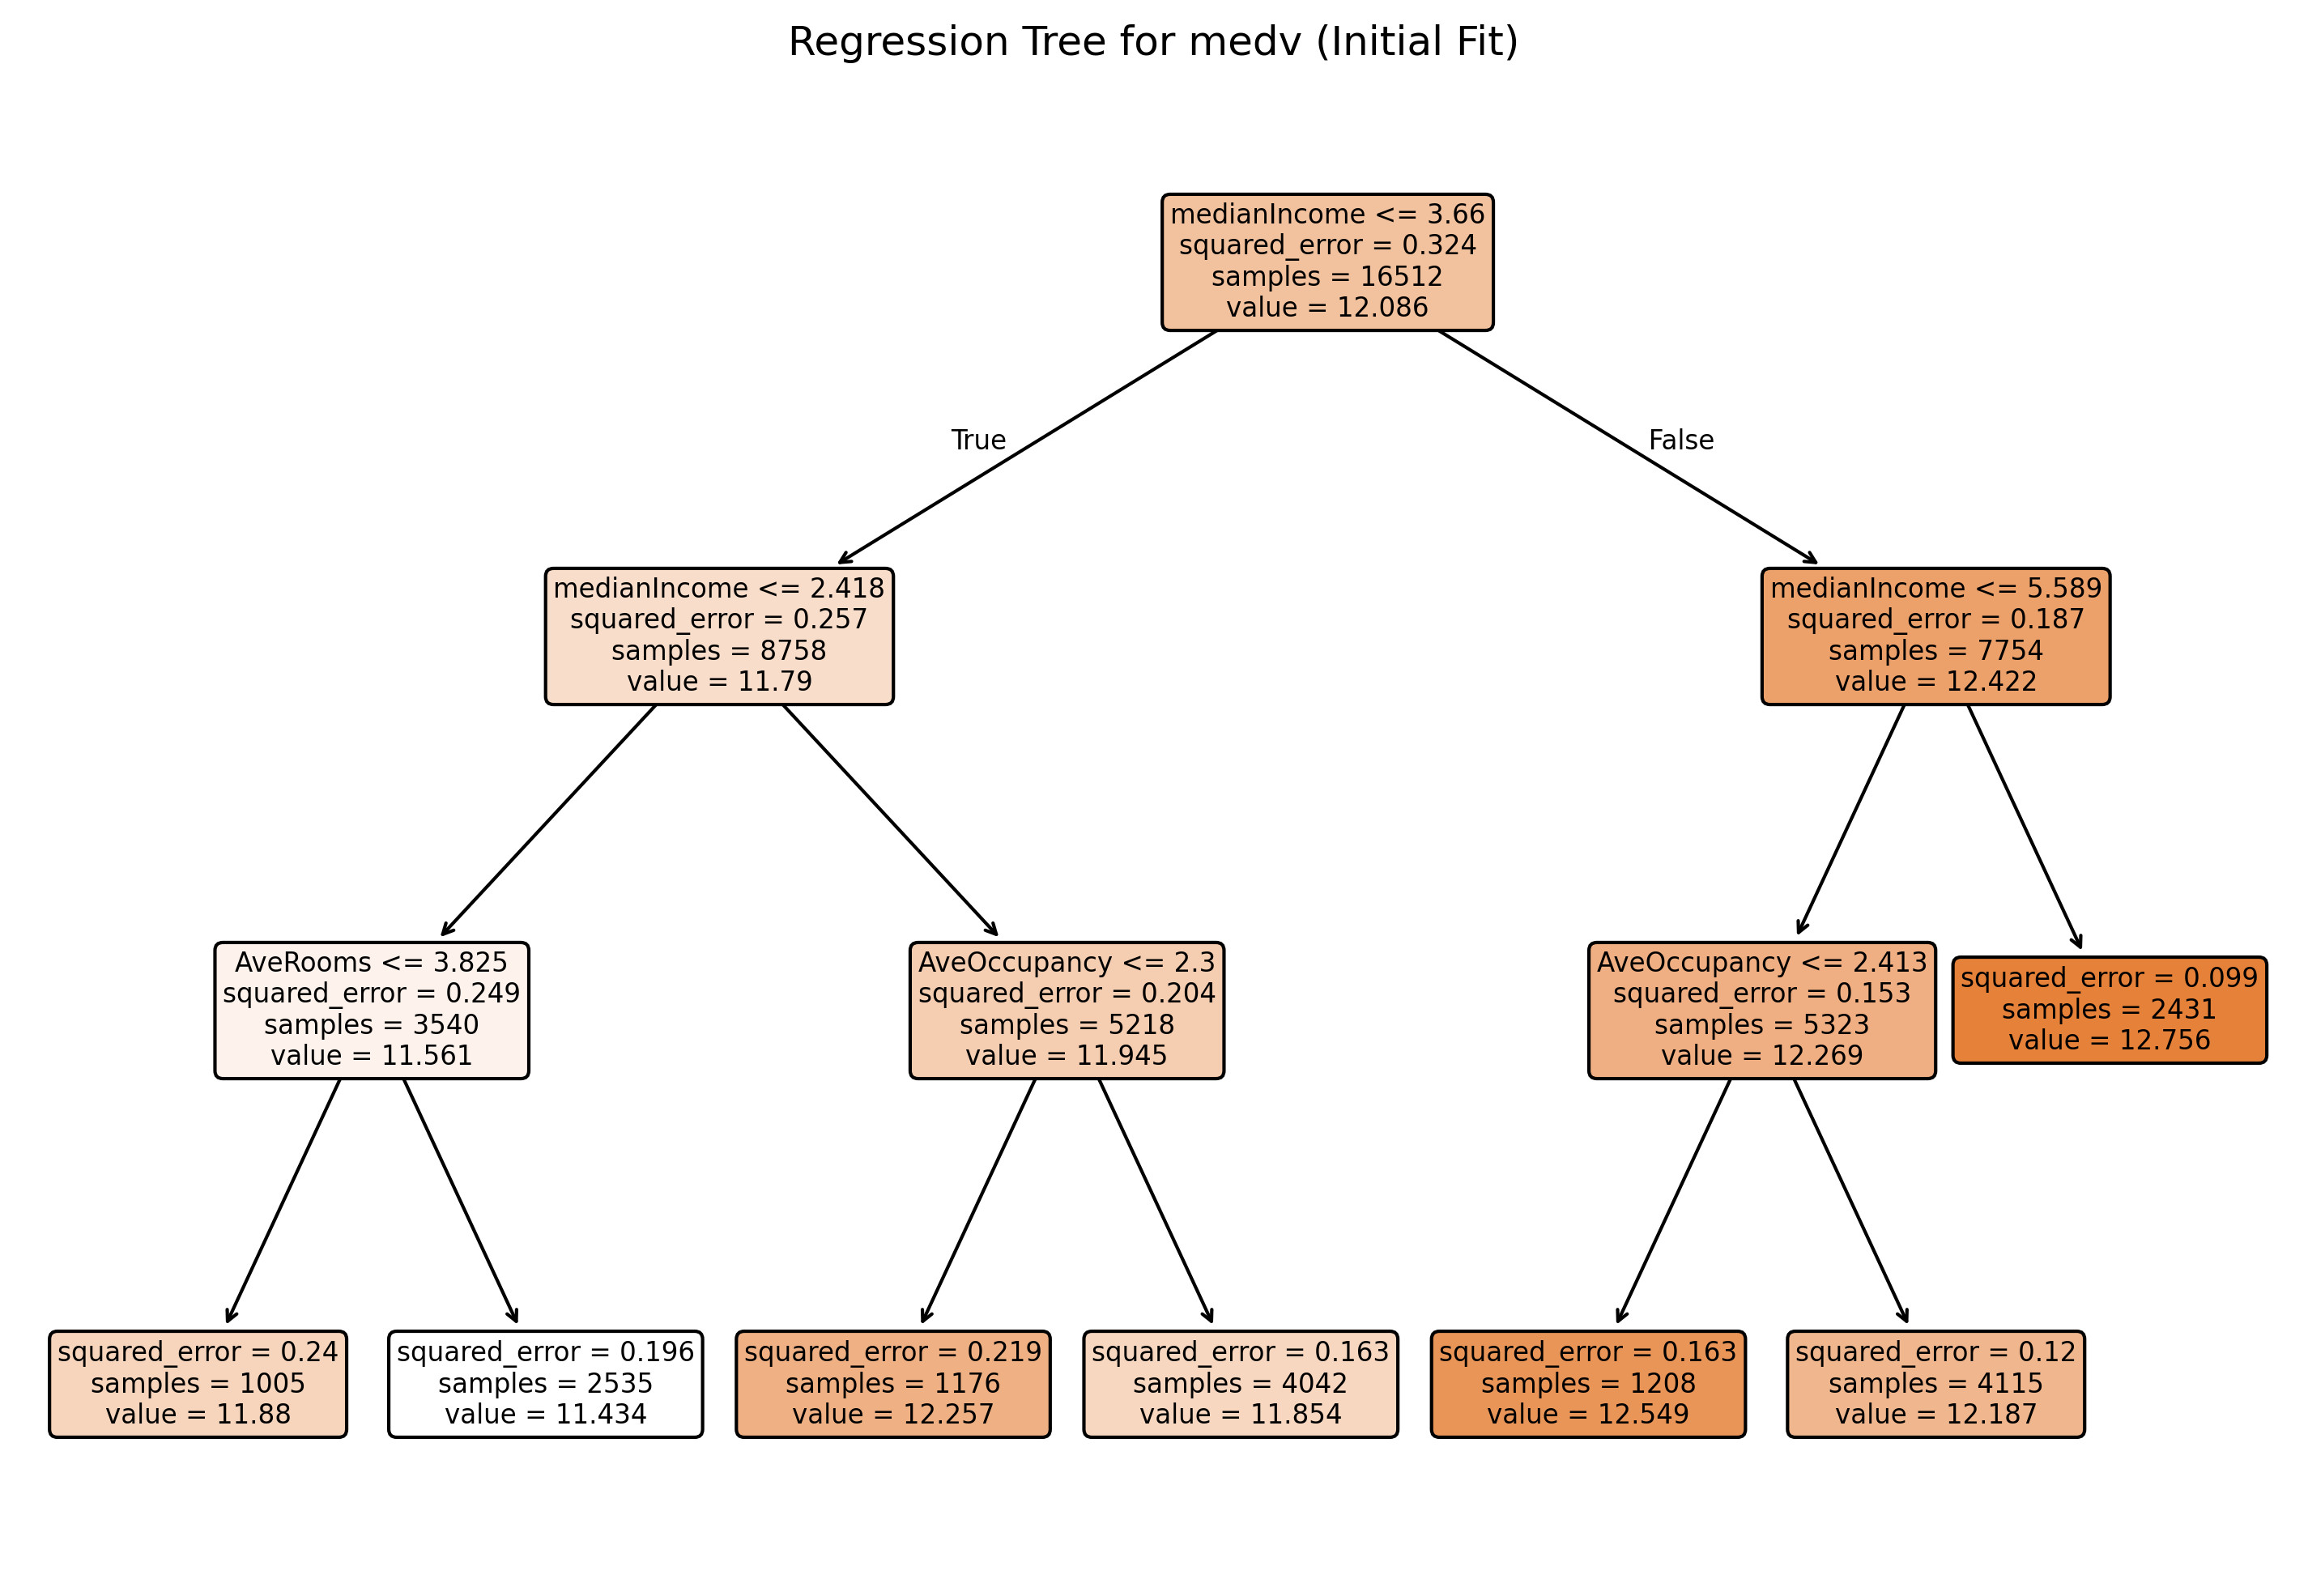 Regression Tree for medv (Initial Fit)
medianIncome <= 3.66
squared_error = 0.324
samples = 16512
value = 12.086
True
False
medianIncome <= 2.418
squared_error = 0.257
samples = 8758
value = 11.79
medianIncome <= 5.589
squared_error = 0.187
samples = 7754
value = 12.422
AveRooms <= 3.825
squared_error = 0.249
samples = 3540
value = 11.561
AveOccupancy <= 2.3
squared_error = 0.204
samples = 5218
value = 11.945
AveOccupancy <= 2.413
squared_error = 0.153
samples = 5323
value = 12.269
squared_error = 0.099
samples = 2431
value = 12.756
squared_error = 0.24
samples = 1005
value = 11.88
squared_error = 0.196
samples = 2535
value = 11.434
squared_error = 0.219
samples = 1176
value = 12.257
squared_error = 0.163
samples = 4042
value = 11.854
squared_error = 0.163
samples = 1208
value = 12.549
squared_error = 0.12
samples = 4115
value = 12.187